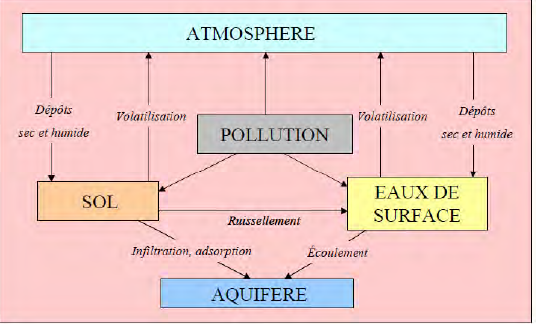 ATMOSPHERE
Dépôts
sec et humide
Volatilisation
Volatilisation
Dépôts
sec et humide
POLLUTION
SOL
EAUX DE
SURFACE
Ruissellement
Infiltration, adsorption
Écoulement
AQUIFERE